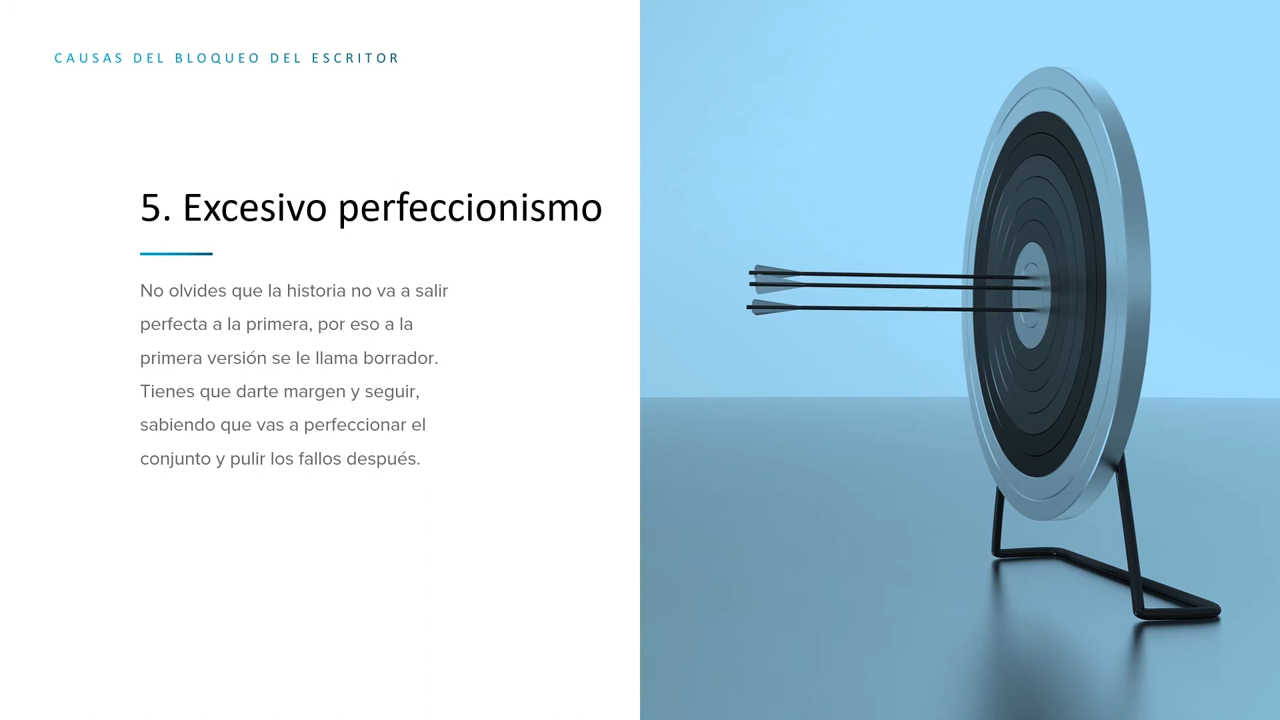 CAUSAS DEL BLOQUEO DEL ESCRITOR
5. Excesivo perfeccionismo
No olvides que la historia no va a salir
perfecta a la primera, por eso a la
primera versión se le llama borrador.
Tienes que darte margen y seguir,
sabiendo que vas a perfeccionar el
conjunto y pulir los fallos después.